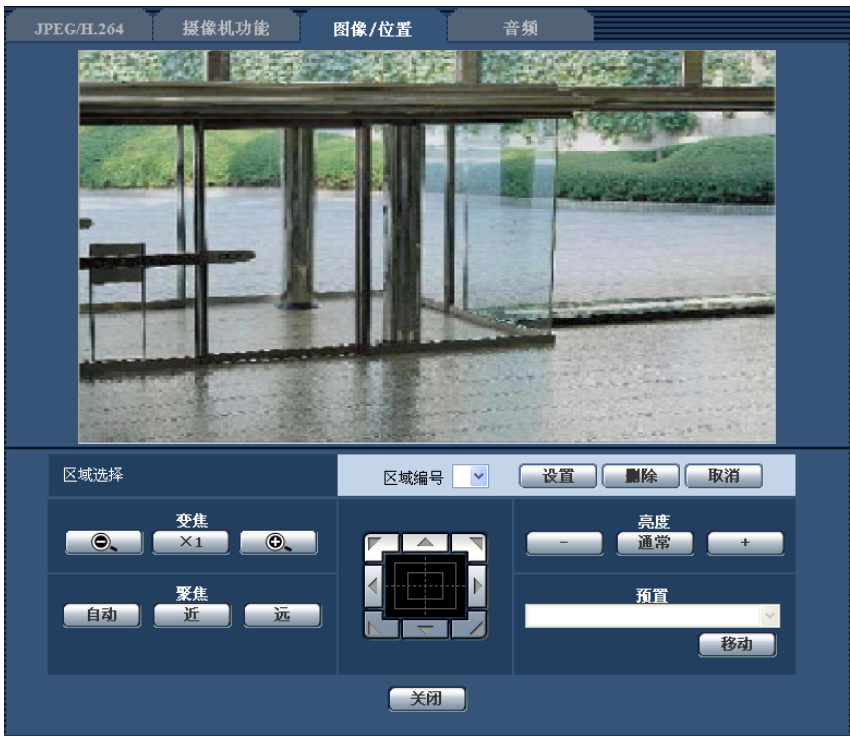 JPEG/H.264 摄像机功能 图像/位置 音频
区域选择 区域编号 设置 删除 取消
变焦 亮度
×1 - 通常 +
聚焦 预置
自动 近 远
移动
关闭